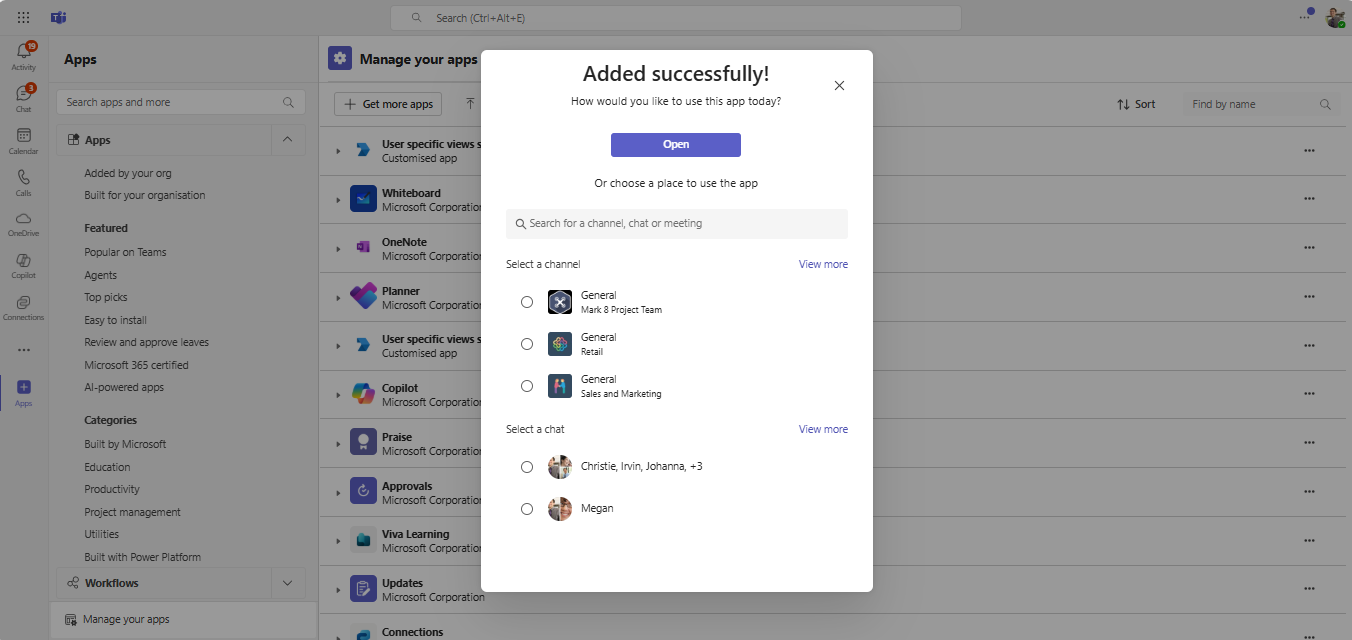 Search (Ctrl+Alt+E)
19
Activity
3
Chat
Calendar
Calls
OneDrive
Copilot
Connections
Apps
Apps
Search apps and more
Apps
Added by your org
Built for your organisation
Featured
Popular on Teams
Agents
Top picks
Easy to install
Review and approve leaves
Microsoft 365 certified
AI-powered apps
Categories
Built by Microsoft
Education
Productivity
Project management
Utilities
Built with Power Platform
Workflows
Manage your apps
Manage your apps
Get more apps
Sort
Find by name
User specific views s
Customised app
Whiteboard
Microsoft Corporation
OneNote
Microsoft Corporation
Planner
Microsoft Corporation
User specific views s
Customised app
Copilot
Microsoft Corporation
Praise
Microsoft Corporation
Approvals
Microsoft Corporation
Viva Learning
Microsoft Corporation
Updates
Microsoft Corporation
Connections
Added successfully!
How would you like to use this app today?
Open
Or choose a place to use the app
Search for a channel, chat or meeting
Select a channel
View more
General
Mark 8 Project Team
General
Retail
General
Sales and Marketing
Select a chat
View more
Christie, Irvin, Johanna, +3
Megan